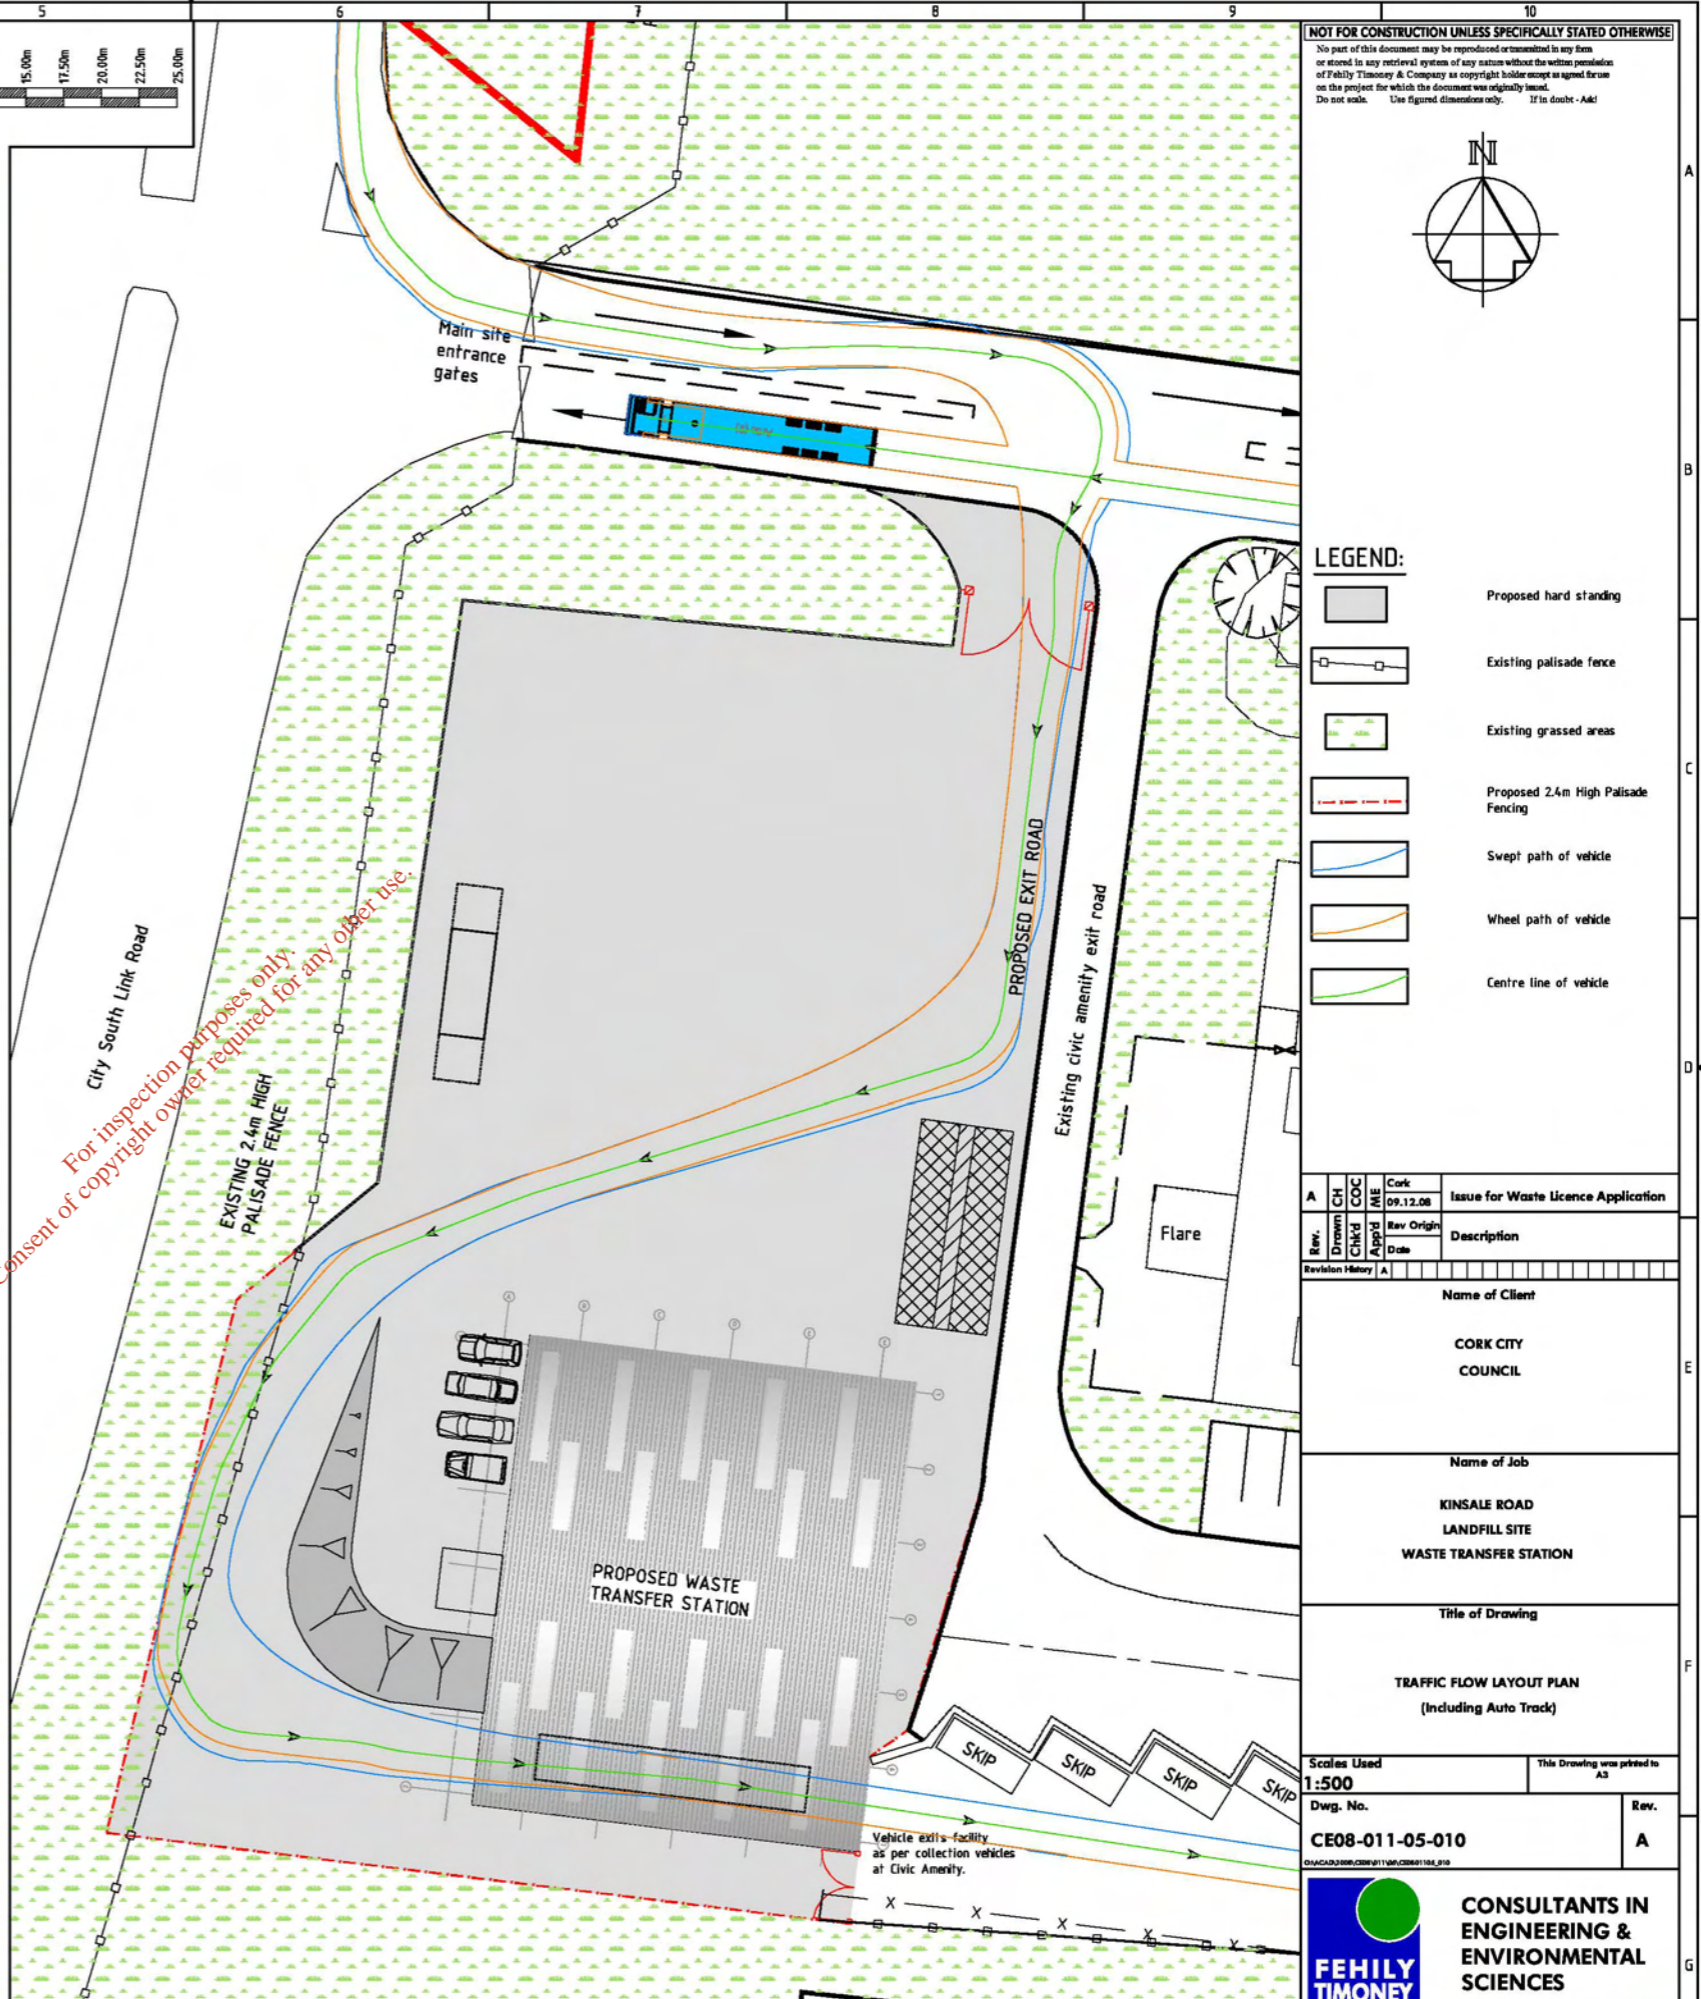 5 6 7 8 9 10
15.00m
17.50m
20.00m
22.50m
25.00m
A
B
C
D
E
F
G
Main site
entrance
gates
City South Link Road
EXISTING 2.4m HIGH
PALISADE FENCE
For inspection purposes only.
Consent of copyright owner required for any other use.
PROPOSED EXIT ROAD
Existing civic amenity exit road
Flare
PROPOSED WASTE
TRANSFER STATION
SKIP
SKIP
SKIP
SKIP
Vehicle exits facility
as per collection vehicles
at Civic Amenity.
X X X X X
NOT FOR CONSTRUCTION UNLESS SPECIFICALLY STATED OTHERWISE
No part of this document may be reproduced or transmitted in any form
or stored in any retrieval system of any nature without the written permission
of Fehily Timoney & Company as copyright holder except as agreed for use
on the project for which the document was originally issued.
Do not scale. Use figured dimensions only. If in doubt - Ask!
N
LEGEND:
Proposed hard standing
Existing palisade fence
Existing grassed areas
Proposed 2.4m High Palisade
Fencing
Swept path of vehicle
Wheel path of vehicle
Centre line of vehicle
A CH COC ME Cork 09.12.08 Issue for Waste Licence Application
Rev. Drawn Chk'd App'd Rev Origin Date Description
Revision History A
Name of Client
CORK CITY
COUNCIL
Name of Job
KINSALE ROAD
LANDFILL SITE
WASTE TRANSFER STATION
Title of Drawing
TRAFFIC FLOW LAYOUT PLAN
(Including Auto Track)
Scales Used
1:500
This Drawing was printed to
A3
Dwg. No.
CE08-011-05-010
Rev.
A
FEHILY
TIMONEY
CONSULTANTS IN
ENGINEERING &
ENVIRONMENTAL
SCIENCES